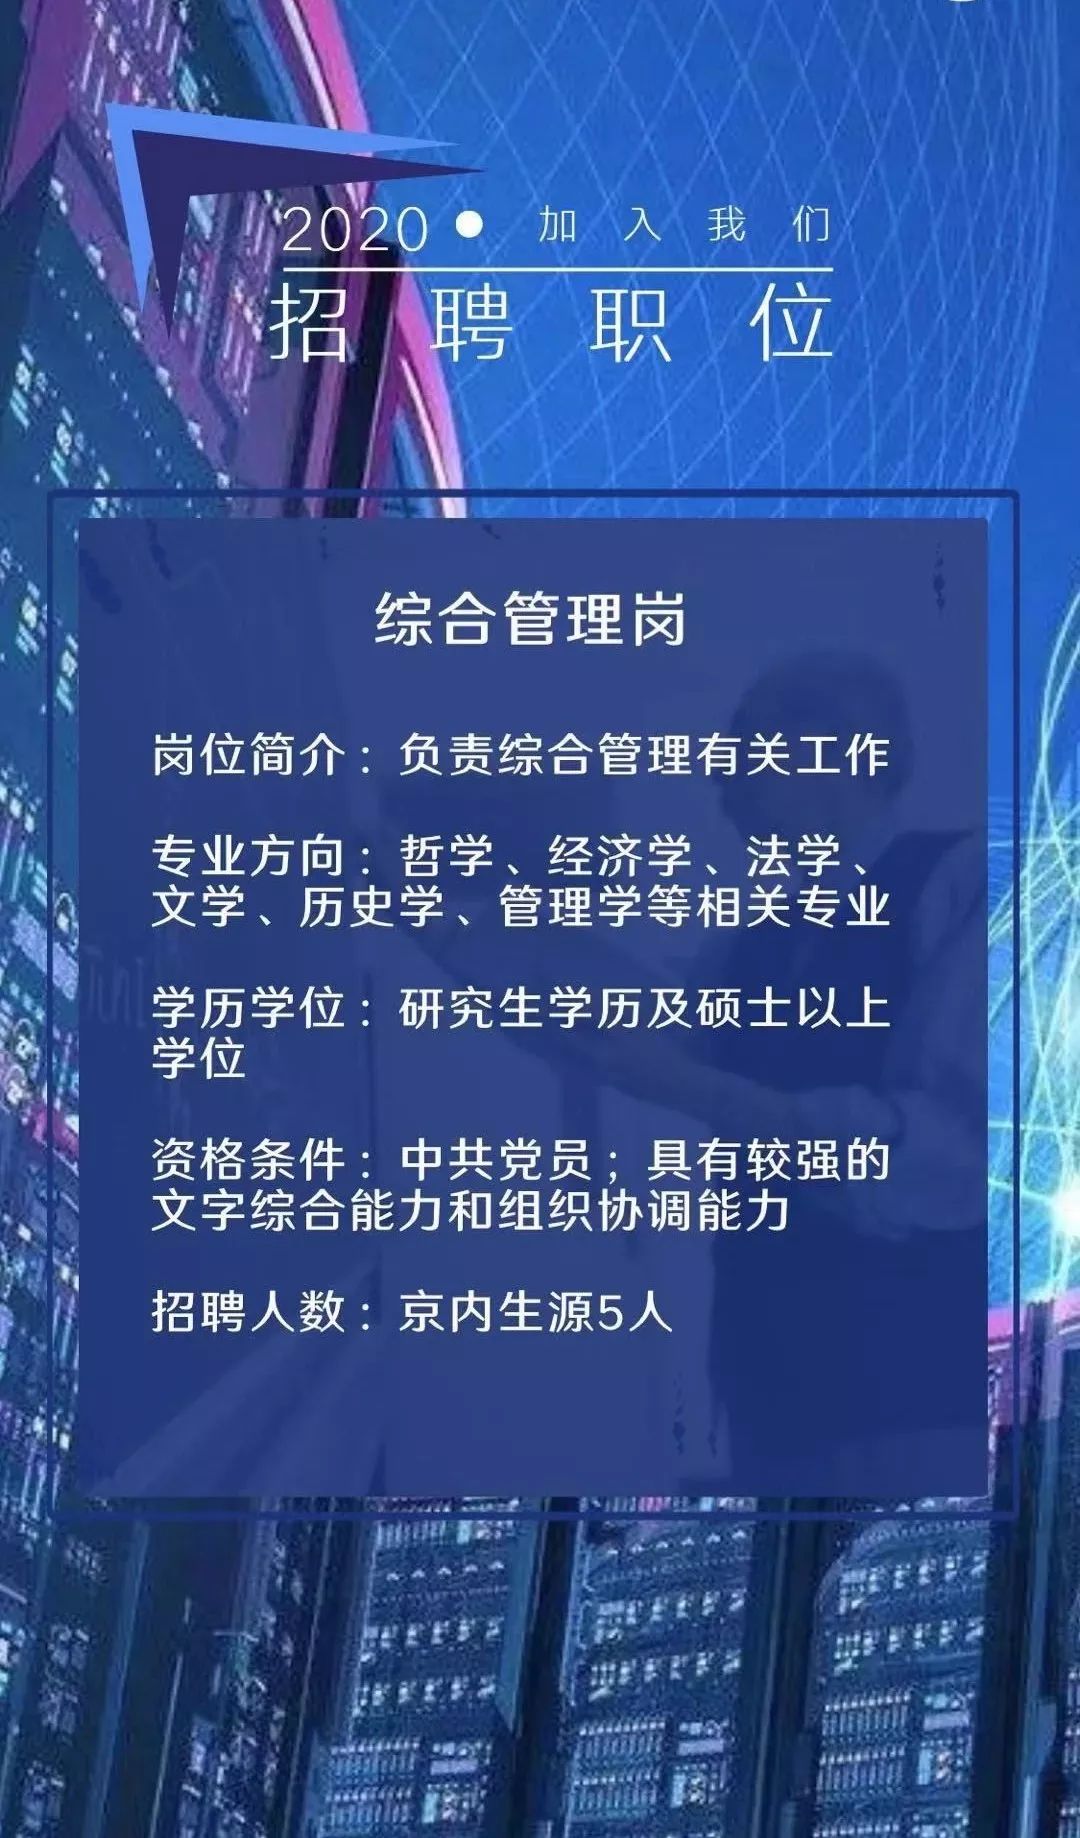 2020●加入我们
招聘职位
综合管理岗
岗位简介：负责综合管理有关工作
专业方向：哲学、经济学、法学、
文学、历史学、管理学等相关专业
学历学位：研究生学历及硕士以上
学位
资格条件：中共党员；具有较强的
文字综合能力和组织协调能力
招聘人数：京内生源5人